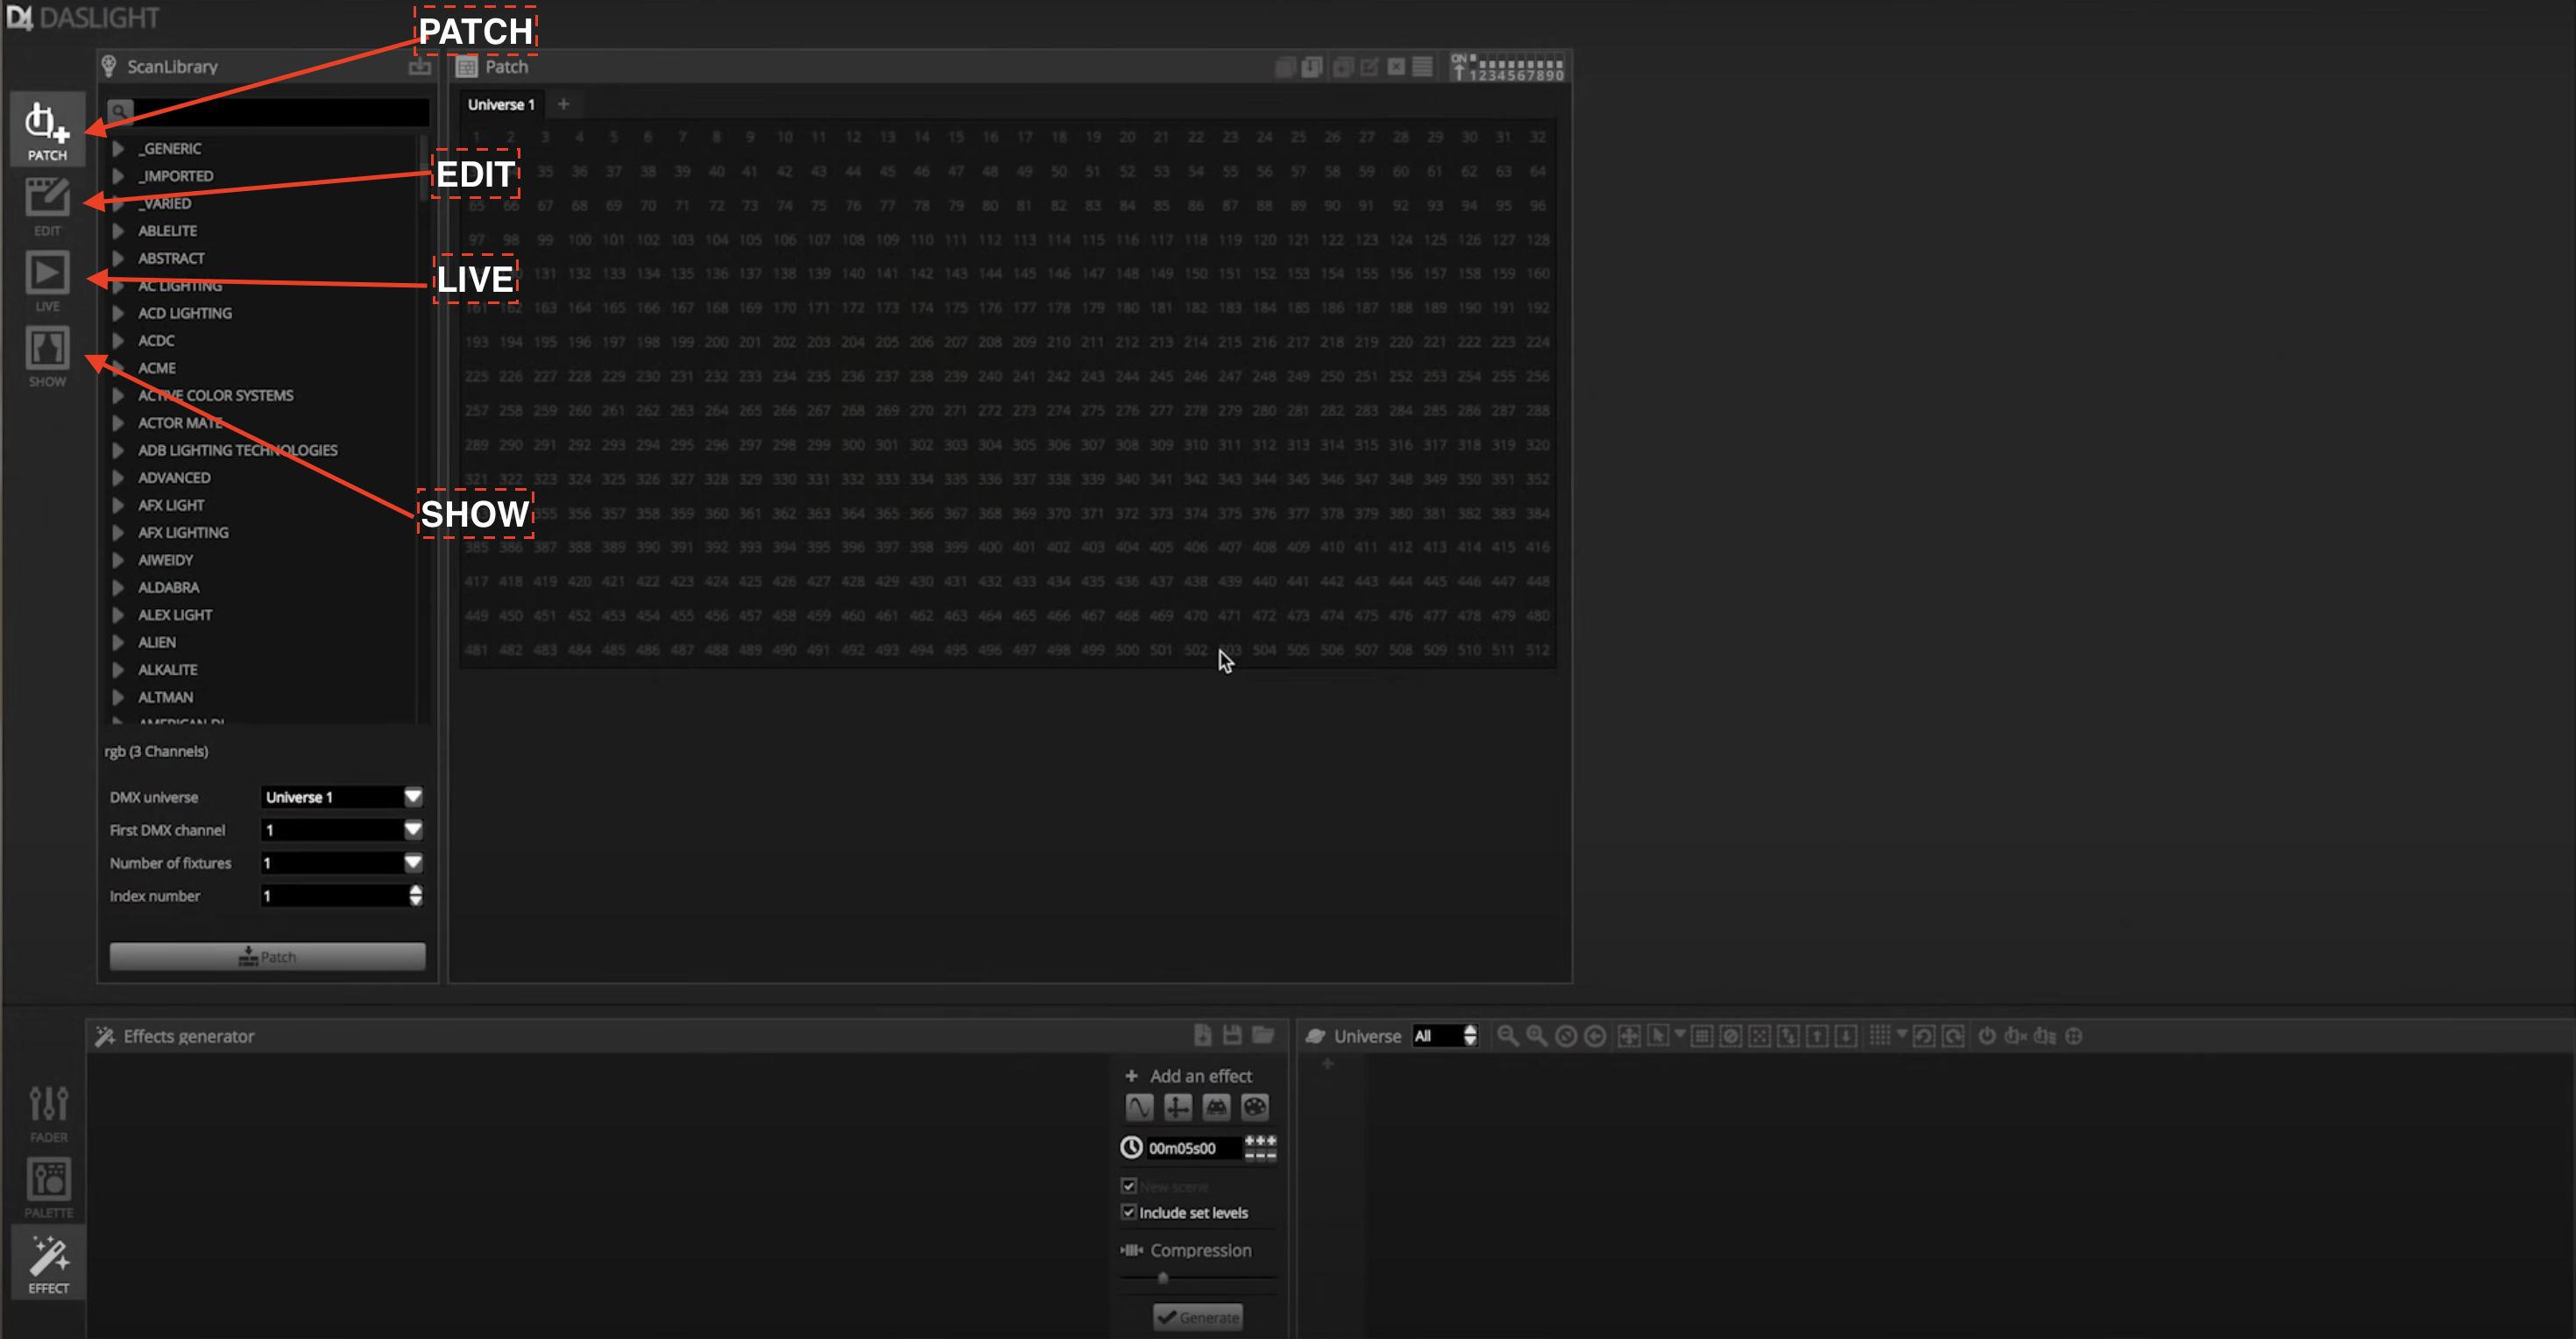 DASLIGHT
PATCH
ScanLibrary
Patch
ON
1234567890
Universe 1 +
PATCH
EDIT
LIVE
SHOW
EDIT
LIVE
SHOW
_GENERIC
_IMPORTED
_VARIED
ABLELITE
ABSTRACT
AC LIGHTING
ACD LIGHTING
ACDC
ACME
ACTIVE COLOR SYSTEMS
ACTOR MATE
ADB LIGHTING TECHNOLOGIES
ADVANCED
AFX LIGHT
AFX LIGHTING
AIWEIDY
ALDABRA
ALEX LIGHT
ALIEN
ALKALITE
ALTMAN
1 2 3 4 5 6 7 8 9 10 11 12 13 14 15 16 17 18 19 20 21 22 23 24 25 26 27 28 29 30 31 32
35 36 37 38 39 40 41 42 43 44 45 46 47 48 49 50 51 52 53 54 55 56 57 58 59 60 61 62 63 64
65 66 67 68 69 70 71 72 73 74 75 76 77 78 79 80 81 82 83 84 85 86 87 88 89 90 91 92 93 94 95 96
97 98 99 100 101 102 103 104 105 106 107 108 109 110 111 112 113 114 115 116 117 118 119 120 121 122 123 124 125 126 127 128
131 132 133 134 135 136 137 138 139 140 141 142 143 144 145 146 147 148 149 150 151 152 153 154 155 156 157 158 159 160
161 162 163 164 165 166 167 168 169 170 171 172 173 174 175 176 177 178 179 180 181 182 183 184 185 186 187 188 189 190 191 192
193 194 195 196 197 198 199 200 201 202 203 204 205 206 207 208 209 210 211 212 213 214 215 216 217 218 219 220 221 222 223 224
225 226 227 228 229 230 231 232 233 234 235 236 237 238 239 240 241 242 243 244 245 246 247 248 249 250 251 252 253 254 255 256
257 258 259 260 261 262 263 264 265 266 267 268 269 270 271 272 273 274 275 276 277 278 279 280 281 282 283 284 285 286 287 288
289 290 291 292 293 294 295 296 297 298 299 300 301 302 303 304 305 306 307 308 309 310 311 312 313 314 315 316 317 318 319 320
321 322 323 324 325 326 327 328 329 330 331 332 333 334 335 336 337 338 339 340 341 342 343 344 345 346 347 348 349 350 351 352
355 356 357 358 359 360 361 362 363 364 365 366 367 368 369 370 371 372 373 374 375 376 377 378 379 380 381 382 383 384
385 386 387 388 389 390 391 392 393 394 395 396 397 398 399 400 401 402 403 404 405 406 407 408 409 410 411 412 413 414 415 416
417 418 419 420 421 422 423 424 425 426 427 428 429 430 431 432 433 434 435 436 437 438 439 440 441 442 443 444 445 446 447 448
449 450 451 452 453 454 455 456 457 458 459 460 461 462 463 464 465 466 467 468 469 470 471 472 473 474 475 476 477 478 479 480
481 482 483 484 485 486 487 488 489 490 491 492 493 494 495 496 497 498 499 500 501 502 503 504 505 506 507 508 509 510 511 512
rgb (3 Channels)
DMX universe Universe 1
First DMX channel 1
Number of fixtures 1
Index number 1
Patch
Effects generator
Universe All
FADER
PALETTE
EFFECT
+ Add an effect
00m05s00
New scene
Include set levels
Compression
Generate